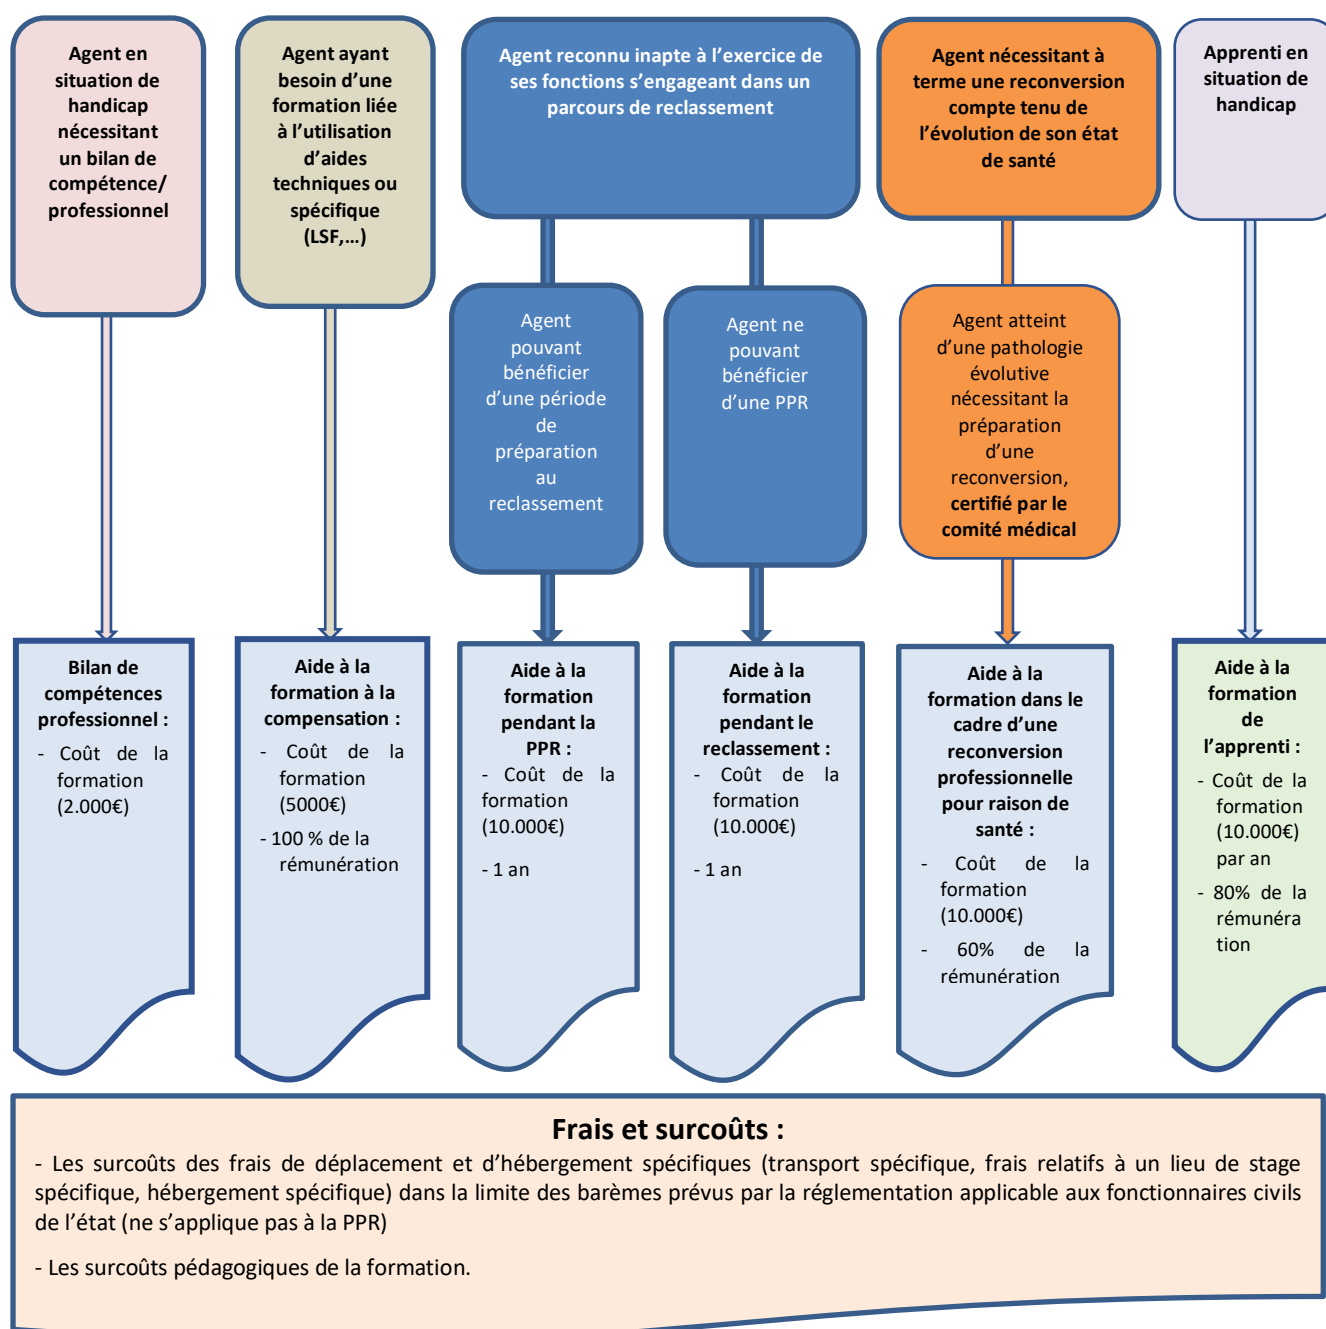 Agent en
situation de
handicap
nécessitant
un bilan de
compétence/
professionnel
Agent ayant
besoin d’une
formation liée
à l’utilisation
d’aides
techniques ou
spécifique
(LSF,…)
Agent reconnu inapte à l’exercice de
ses fonctions s’engageant dans un
parcours de reclassement
Agent nécessitant à
terme une reconversion
compte tenu de
l’évolution de son état
de santé
Apprenti en
situation de
handicap
Agent
pouvant
bénéficier
d’une période
de
préparation
au
reclassement
Agent ne
pouvant
bénéficier
d’une PPR
Agent atteint
d’une pathologie
évolutive
nécessitant la
préparation
d’une
reconversion,
certifié par le
comité médical
Bilan de
compétences
professionnel :
- Coût de la
formation
(2.000€)
Aide à la
formation à la
compensation :
- Coût de la
formation
(5000€)
- 100 % de la
rémunération
Aide à la
formation
pendant la
PPR :
- Coût de la
formation
(10.000€)
- 1 an
Aide à la
formation
pendant le
reclassement :
- Coût de la
formation
(10.000€)
- 1 an
Aide à la
formation dans le
cadre d’une
reconversion
professionnelle
pour raison de
santé :
- Coût de la
formation
(10.000€)
- 60% de la
rémunération
Aide à la
formation
de
l’apprenti :
- Coût de la
formation
(10.000€)
par an
- 80% de la
rémunéra
tion
Frais et surcoûts :
- Les surcoûts des frais de déplacement et d’hébergement spécifiques (transport spécifique, frais relatifs à un lieu de stage
spécifique, hébergement spécifique) dans la limite des barèmes prévus par la réglementation applicable aux fonctionnaires civils
de l’état (ne s’applique pas à la PPR)
- Les surcoûts pédagogiques de la formation.